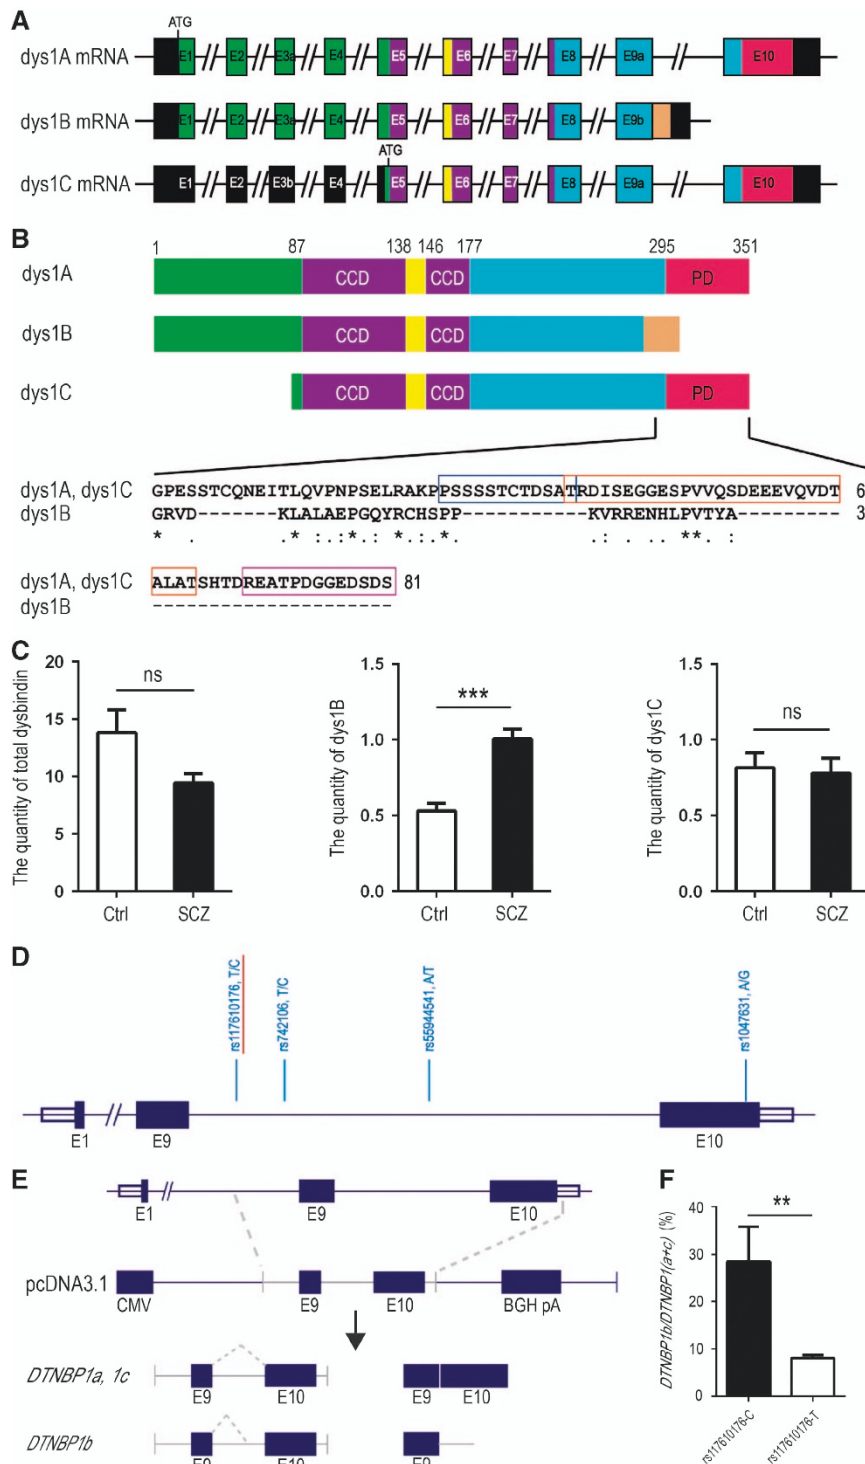 A
ATG
dys1A mRNA
E1 E2 E3a E4 E5 E6 E7 E8 E9a E10
dys1B mRNA
E1 E2 E3a E4 E5 E6 E7 E8 E9b
ATG
dys1C mRNA
E1 E2 E3b E4 E5 E6 E7 E8 E9a E10
B
1 87 138 146 177 295 351
dys1A
CCD CCD PD
dys1B
CCD CCD
dys1C
CCD CCD PD
dys1A, dys1C GPESSTCQNEITLQVPNPSELRAKPPSSSSTCTDSATRDISEGGESPVVQSDEEEVQVDT 6
dys1B GRVD-------KLALAEPGQYRCHSPP-----------KVRRENHLPVTYA---------- 3
* . .* .: :. * .* : . * . . : . : . ** . :
dys1A, dys1C ALATSHTDREATPDGGEDSDS 81
dys1B ---------------------
C
The quantity of total dysbindin
20
15
10
5
0
ns
Ctrl SCZ
The quantity of dys1B
1.5
1.0
0.5
0.0
***
Ctrl SCZ
The quantity of dys1C
1.5
1.0
0.5
0.0
ns
Ctrl SCZ
D
rs117610176, T/C
rs742106, T/C
rs55944541, A/T
rs1047631, A/G
E1 E9 E10
E
E1 E9 E10
pcDNA3.1
CMV E9 E10 BGH pA
DTNBP1a, 1c
E9 E10 E9 E10
DTNBP1b
E9 E10 E9
F
DTNBP1b/DTNBP1(a+c) (%)
40
30
20
10
0
**
rs117610176-C
rs117610176-T